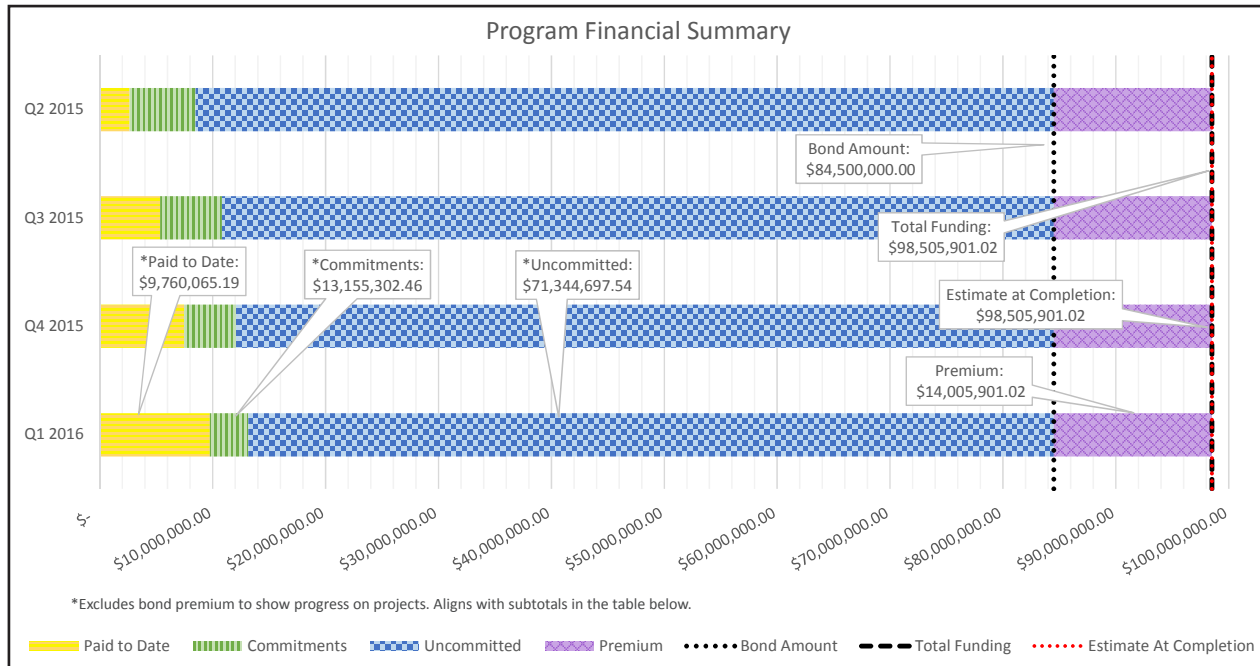 Program Financial Summary
Q2 2015
Bond Amount:
$84,500,000.00
Q3 2015
Total Funding:
$98,505,901.02
*Paid to Date:
$9,760,065.19
*Commitments:
$13,155,302.46
*Uncommitted:
$71,344,697.54
Estimate at Completion:
$98,505,901.02
Q4 2015
Premium:
$14,005,901.02
Q1 2016
$-
$10,000,000.00
$20,000,000.00
$30,000,000.00
$40,000,000.00
$50,000,000.00
$60,000,000.00
$70,000,000.00
$80,000,000.00
$90,000,000.00
$100,000,000.00
*Excludes bond premium to show progress on projects. Aligns with subtotals in the table below.
Paid to Date Commitments Uncommitted Premium Bond Amount Total Funding Estimate At Completion